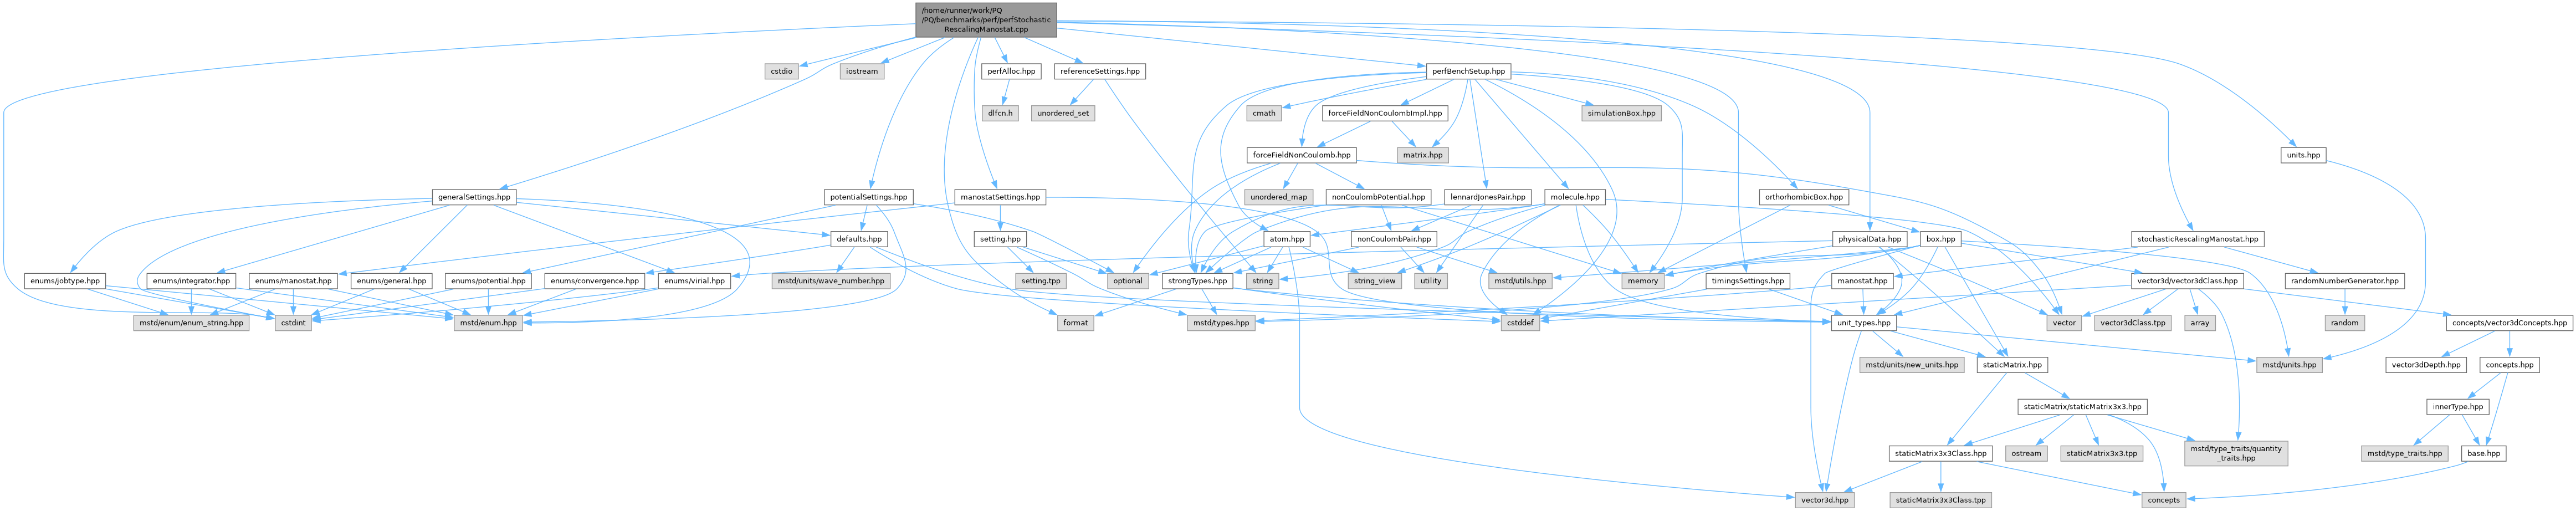 /home/runner/work/PQ
/PQ/benchmarks/perf/perfStochastic
RescalingManostat.cpp
cstdio
iostream
perfAlloc.hpp
referenceSettings.hpp
perfBenchSetup.hpp
dlfcn.h
unordered_set
cmath
forceFieldNonCoulombImpl.hpp
simulationBox.hpp
forceFieldNonCoulomb.hpp
matrix.hpp
units.hpp
generalSettings.hpp
potentialSettings.hpp
manostatSettings.hpp
unordered_map
nonCoulombPotential.hpp
lennardJonesPair.hpp
molecule.hpp
orthorhombicBox.hpp
defaults.hpp
setting.hpp
atom.hpp
nonCoulombPair.hpp
physicalData.hpp
box.hpp
stochasticRescalingManostat.hpp
enums/jobtype.hpp
enums/integrator.hpp
enums/manostat.hpp
enums/general.hpp
enums/potential.hpp
enums/convergence.hpp
enums/virial.hpp
mstd/units/wave_number.hpp
setting.tpp
optional
strongTypes.hpp
string
string_view
utility
mstd/utils.hpp
memory
timingsSettings.hpp
manostat.hpp
vector3d/vector3dClass.hpp
randomNumberGenerator.hpp
mstd/enum/enum_string.hpp
cstdint
mstd/enum.hpp
format
mstd/types.hpp
cstddef
unit_types.hpp
vector
vector3dClass.tpp
array
random
concepts/vector3dConcepts.hpp
mstd/units/new_units.hpp
staticMatrix.hpp
mstd/units.hpp
vector3dDepth.hpp
concepts.hpp
staticMatrix/staticMatrix3x3.hpp
innerType.hpp
staticMatrix3x3Class.hpp
ostream
staticMatrix3x3.tpp
mstd/type_traits/quantity
_traits.hpp
mstd/type_traits.hpp
base.hpp
vector3d.hpp
staticMatrix3x3Class.tpp
concepts